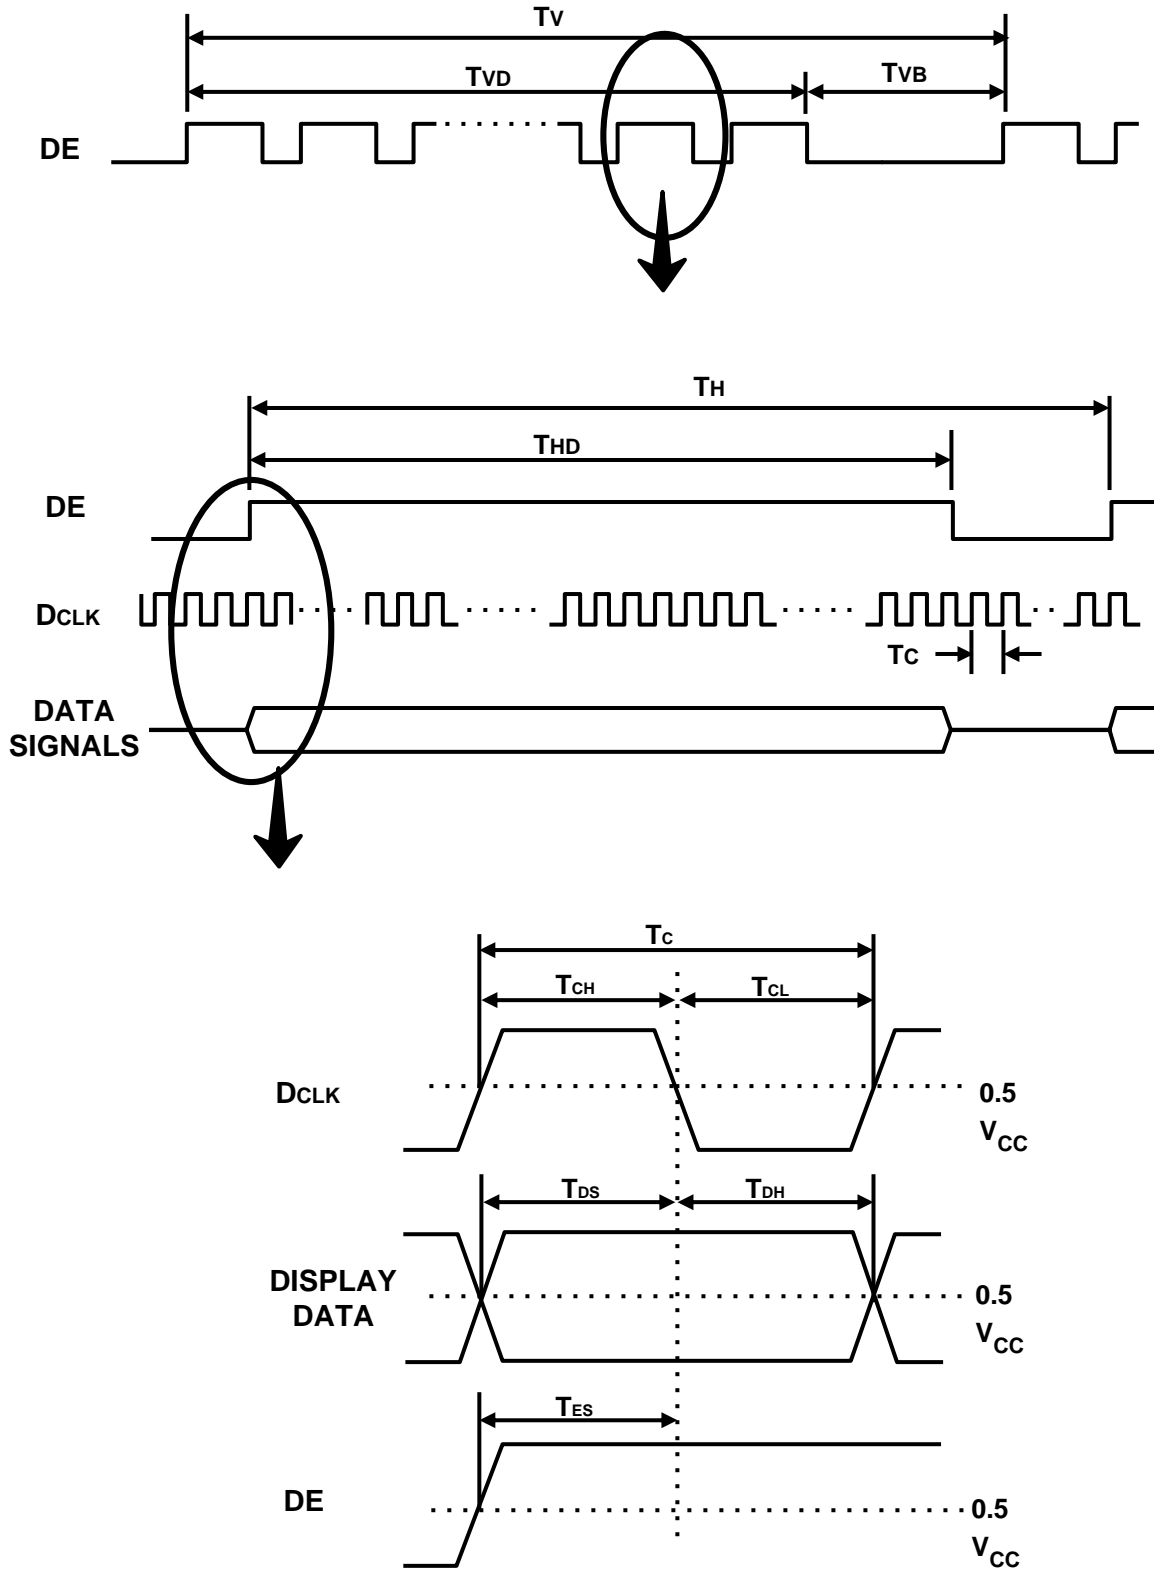 TV
TVD
TVB
DE
TH
THD
DE
DCLK
TC
DATA
SIGNALS
TC
TCH
TCL
DCLK
0.5
VCC
TDS
TDH
DISPLAY
DATA
0.5
VCC
TES
DE
0.5
VCC